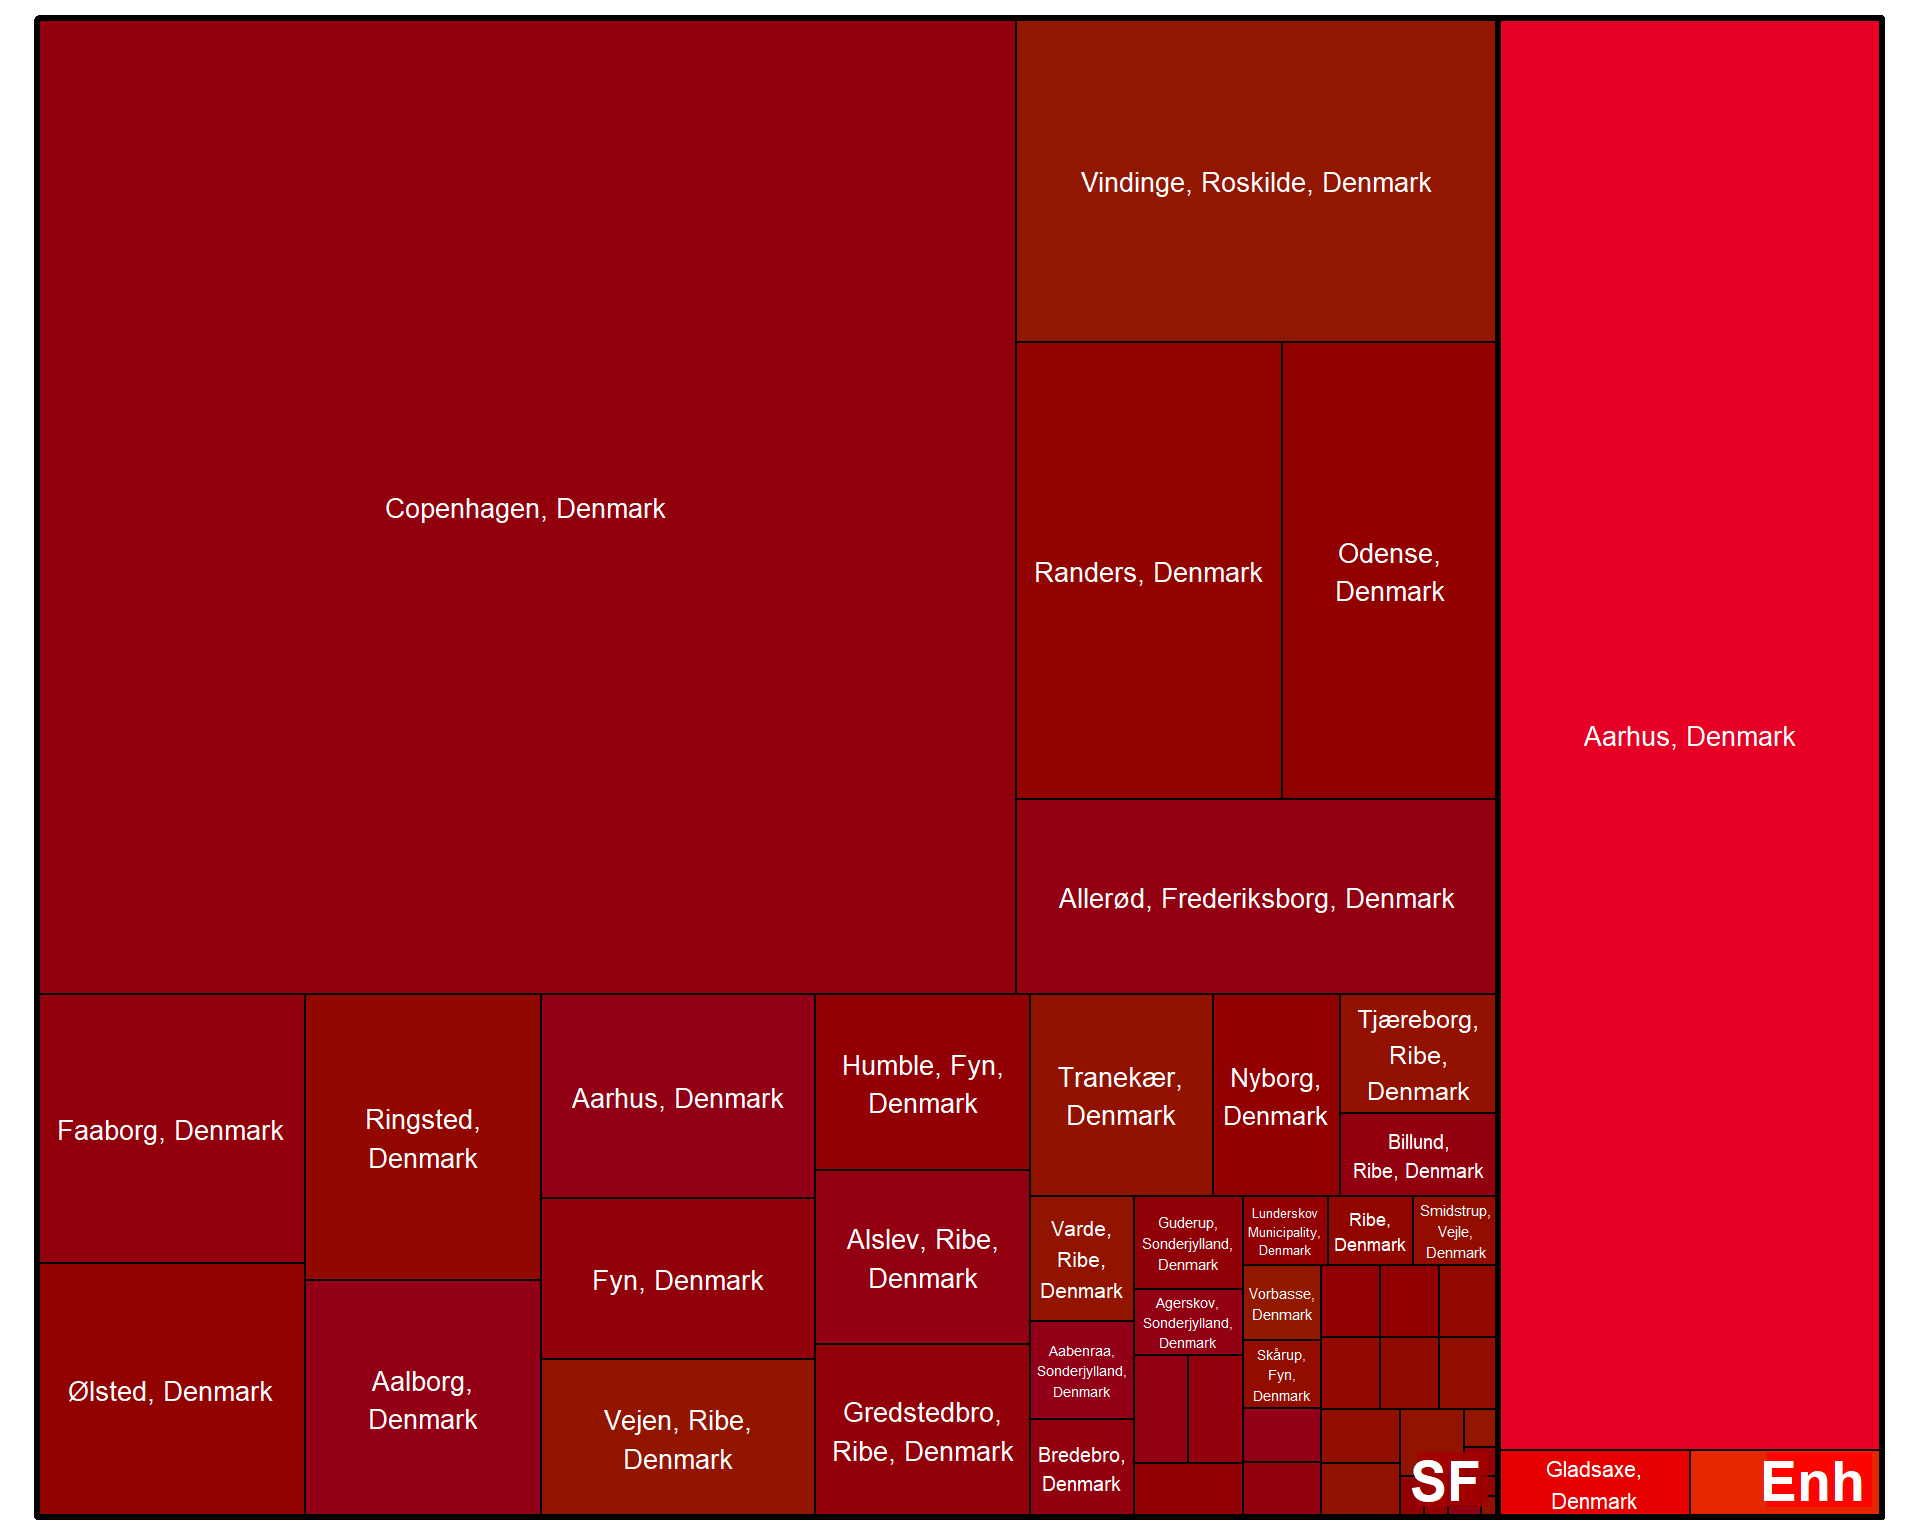 Copenhagen, Denmark
Vindinge, Roskilde, Denmark
Randers, Denmark
Odense,
Denmark
Allerød, Frederiksborg, Denmark
Aarhus, Denmark
Faaborg, Denmark
Ølsted, Denmark
Ringsted,
Denmark
Aalborg,
Denmark
Aarhus, Denmark
Fyn, Denmark
Vejen, Ribe,
Denmark
Humble, Fyn,
Denmark
Alslev, Ribe,
Denmark
Gredstedbro,
Ribe, Denmark
Tranekær,
Denmark
Nyborg,
Denmark
Tjæreborg,
Ribe,
Denmark
Billund,
Ribe, Denmark
Varde,
Ribe,
Denmark
Aabenraa,
Sonderjylland,
Denmark
Bredebro,
Denmark
Guderup,
Sonderjylland,
Denmark
Agerskov,
Sonderjylland,
Denmark
Lunderskov
Municipality,
Denmark
Ribe,
Denmark
Smidstrup,
Vejle,
Denmark
Vorbasse,
Denmark
Skårup,
Fyn,
Denmark
SF
Gladsaxe,
Denmark
Enh